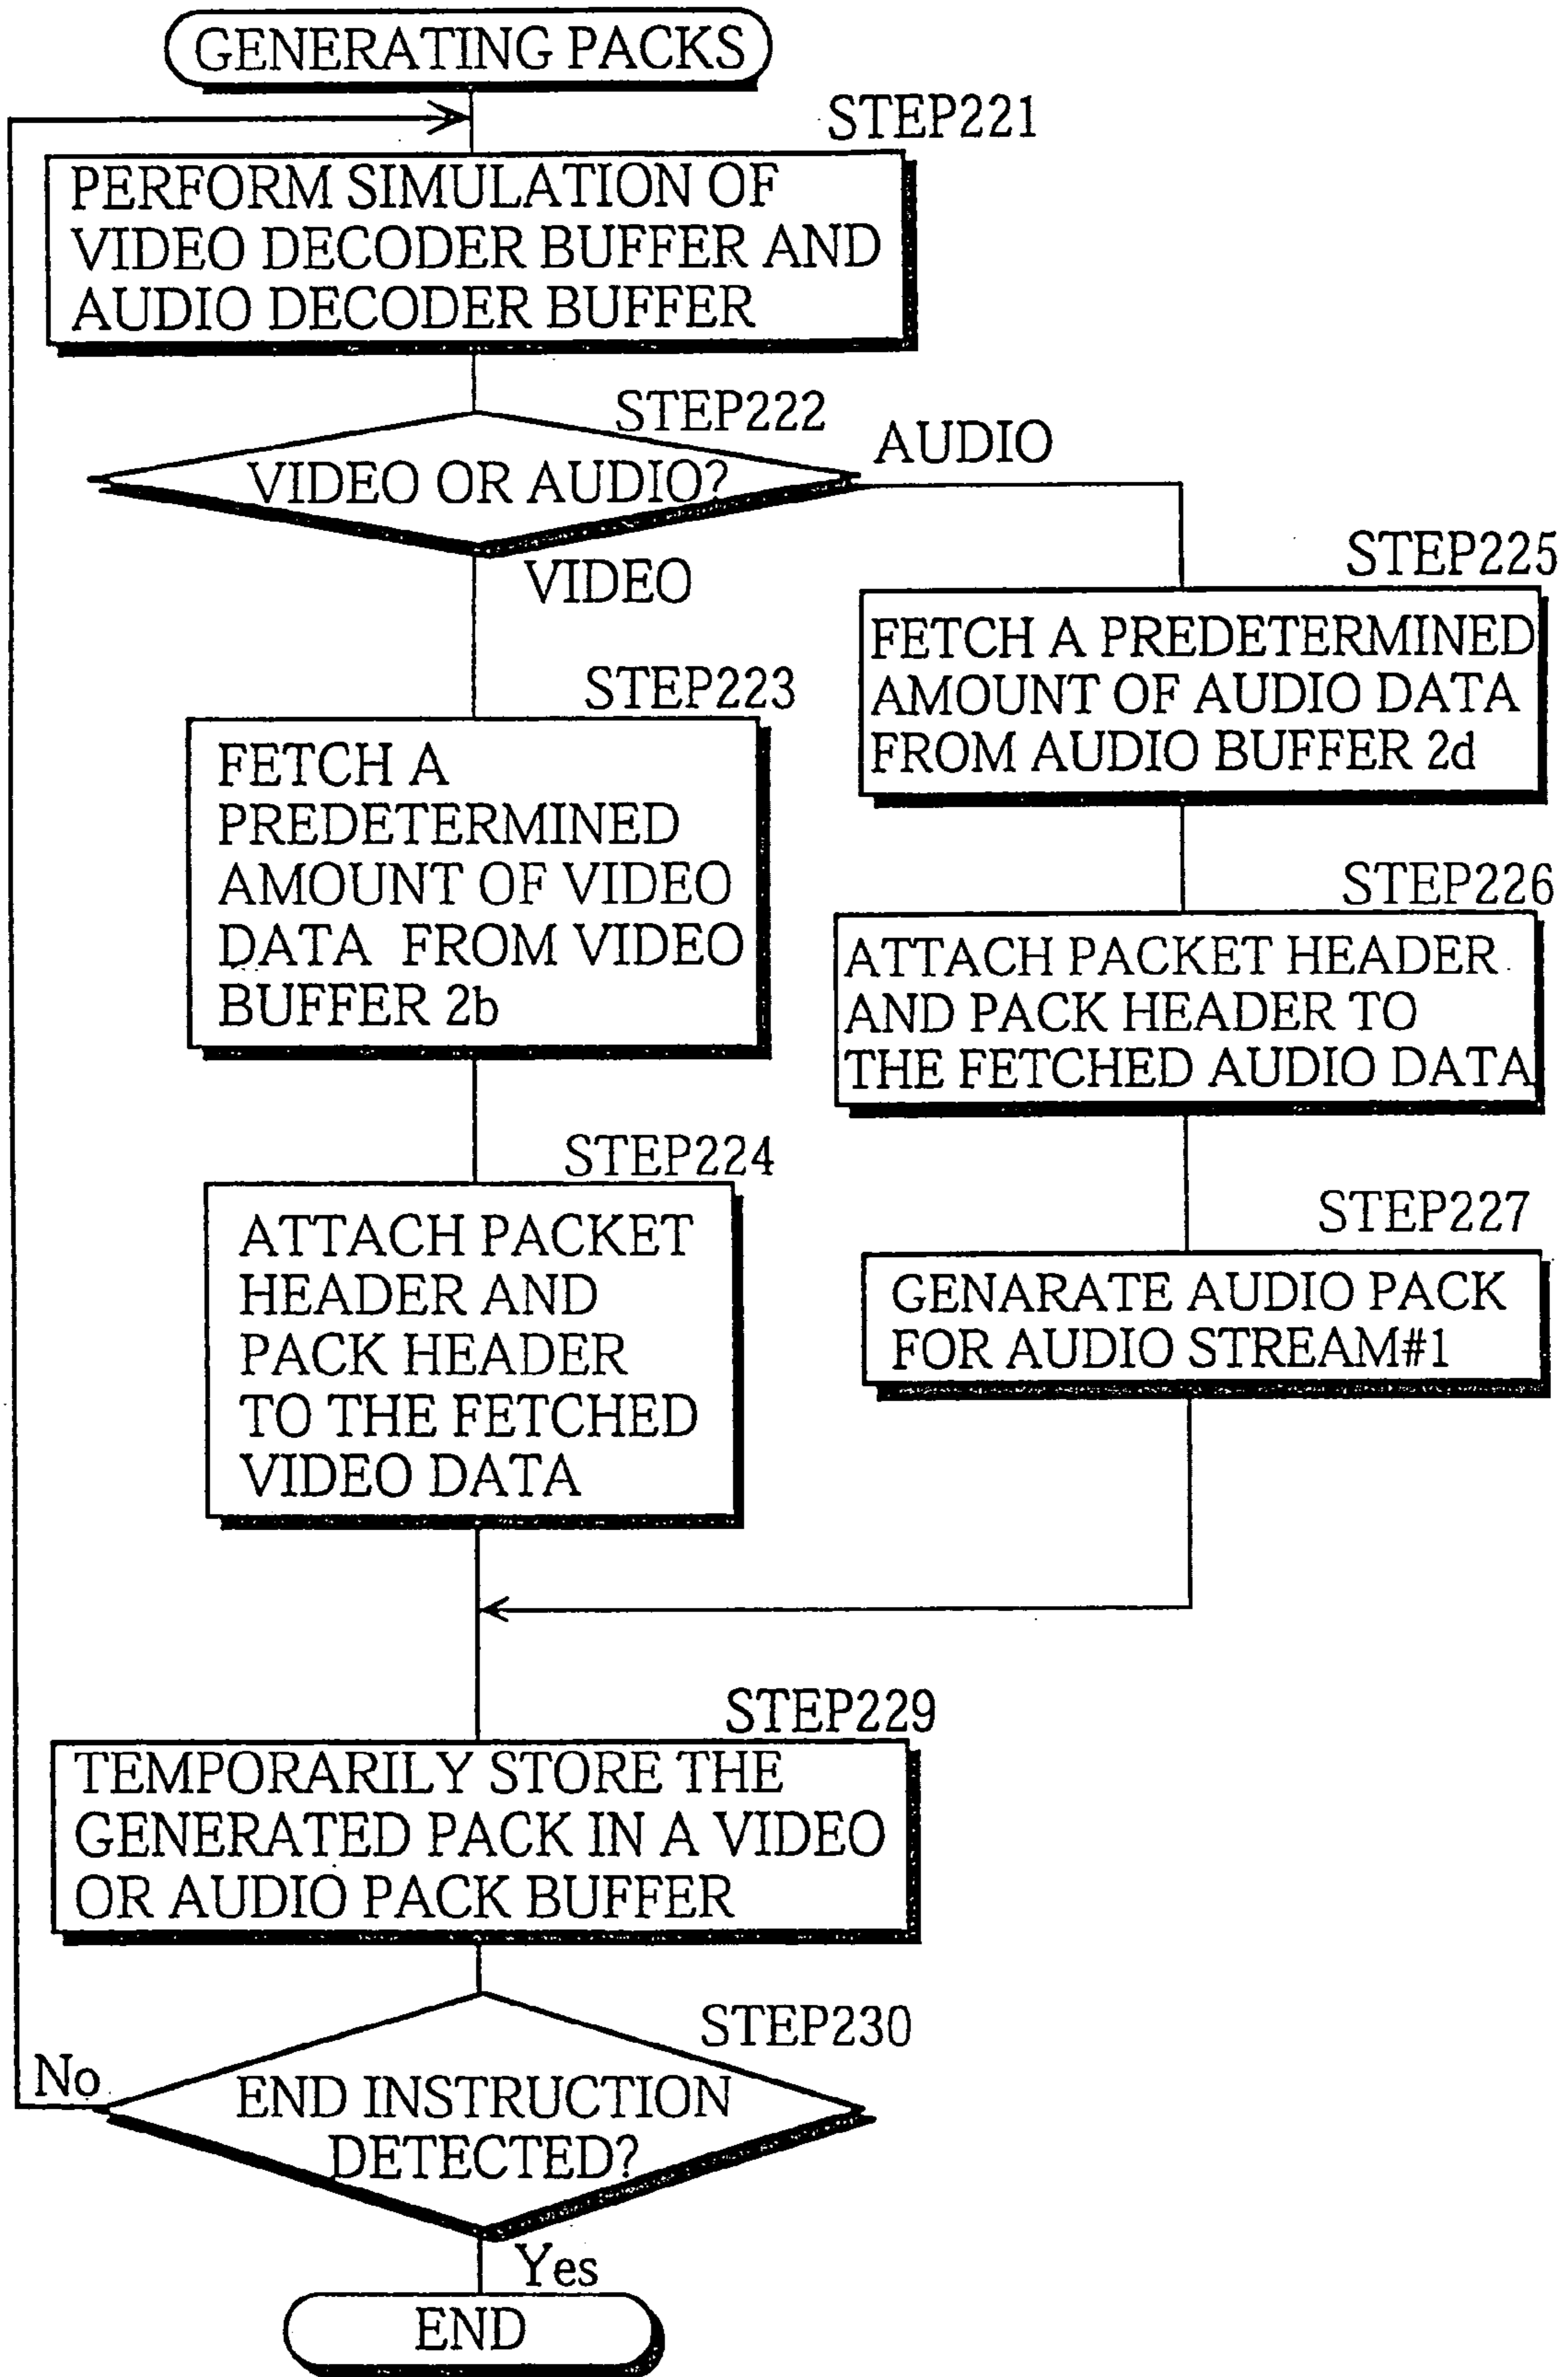 GENERATING PACKS
STEP221
PERFORM SIMULATION OF
VIDEO DECODER BUFFER AND
AUDIO DECODER BUFFER
STEP222
VIDEO OR AUDIO?
AUDIO
VIDEO
STEP223
FETCH A
PREDETERMINED
AMOUNT OF VIDEO
DATA FROM VIDEO
BUFFER 2b
STEP224
ATTACH PACKET
HEADER AND
PACK HEADER
TO THE FETCHED
VIDEO DATA
STEP225
FETCH A PREDETERMINED
AMOUNT OF AUDIO DATA
FROM AUDIO BUFFER 2d
STEP226
ATTACH PACKET HEADER
AND PACK HEADER TO
THE FETCHED AUDIO DATA
STEP227
GENARATE AUDIO PACK
FOR AUDIO STREAM#1
STEP229
TEMPORARILY STORE THE
GENERATED PACK IN A VIDEO
OR AUDIO PACK BUFFER
STEP230
END INSTRUCTION
DETECTED?
No
Yes
END